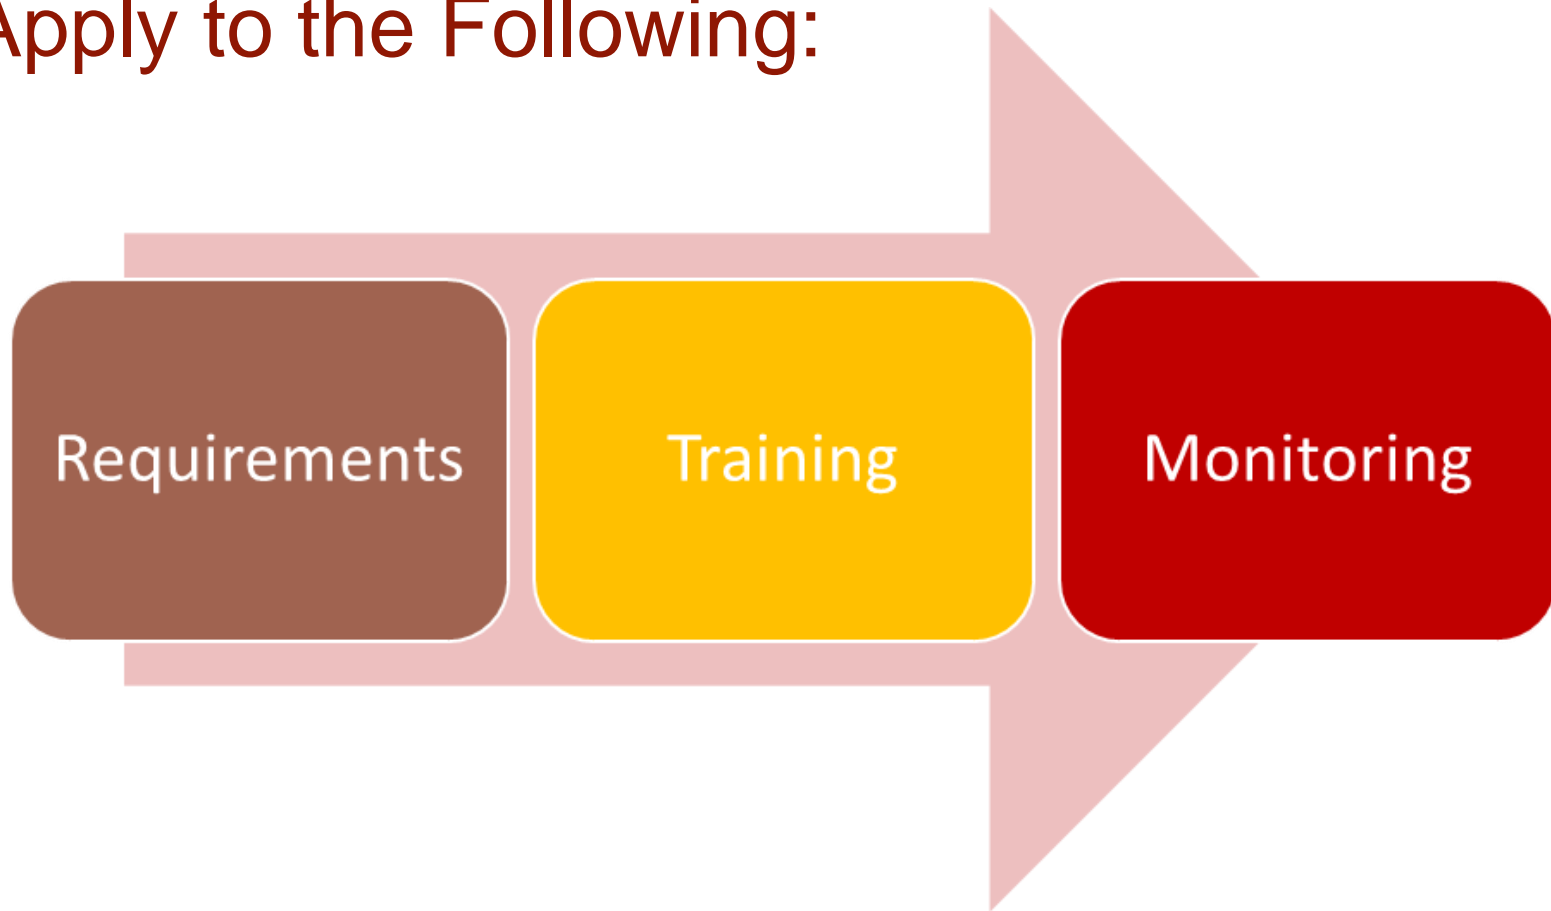 Apply to the Following:
Requirements
Training
Monitoring